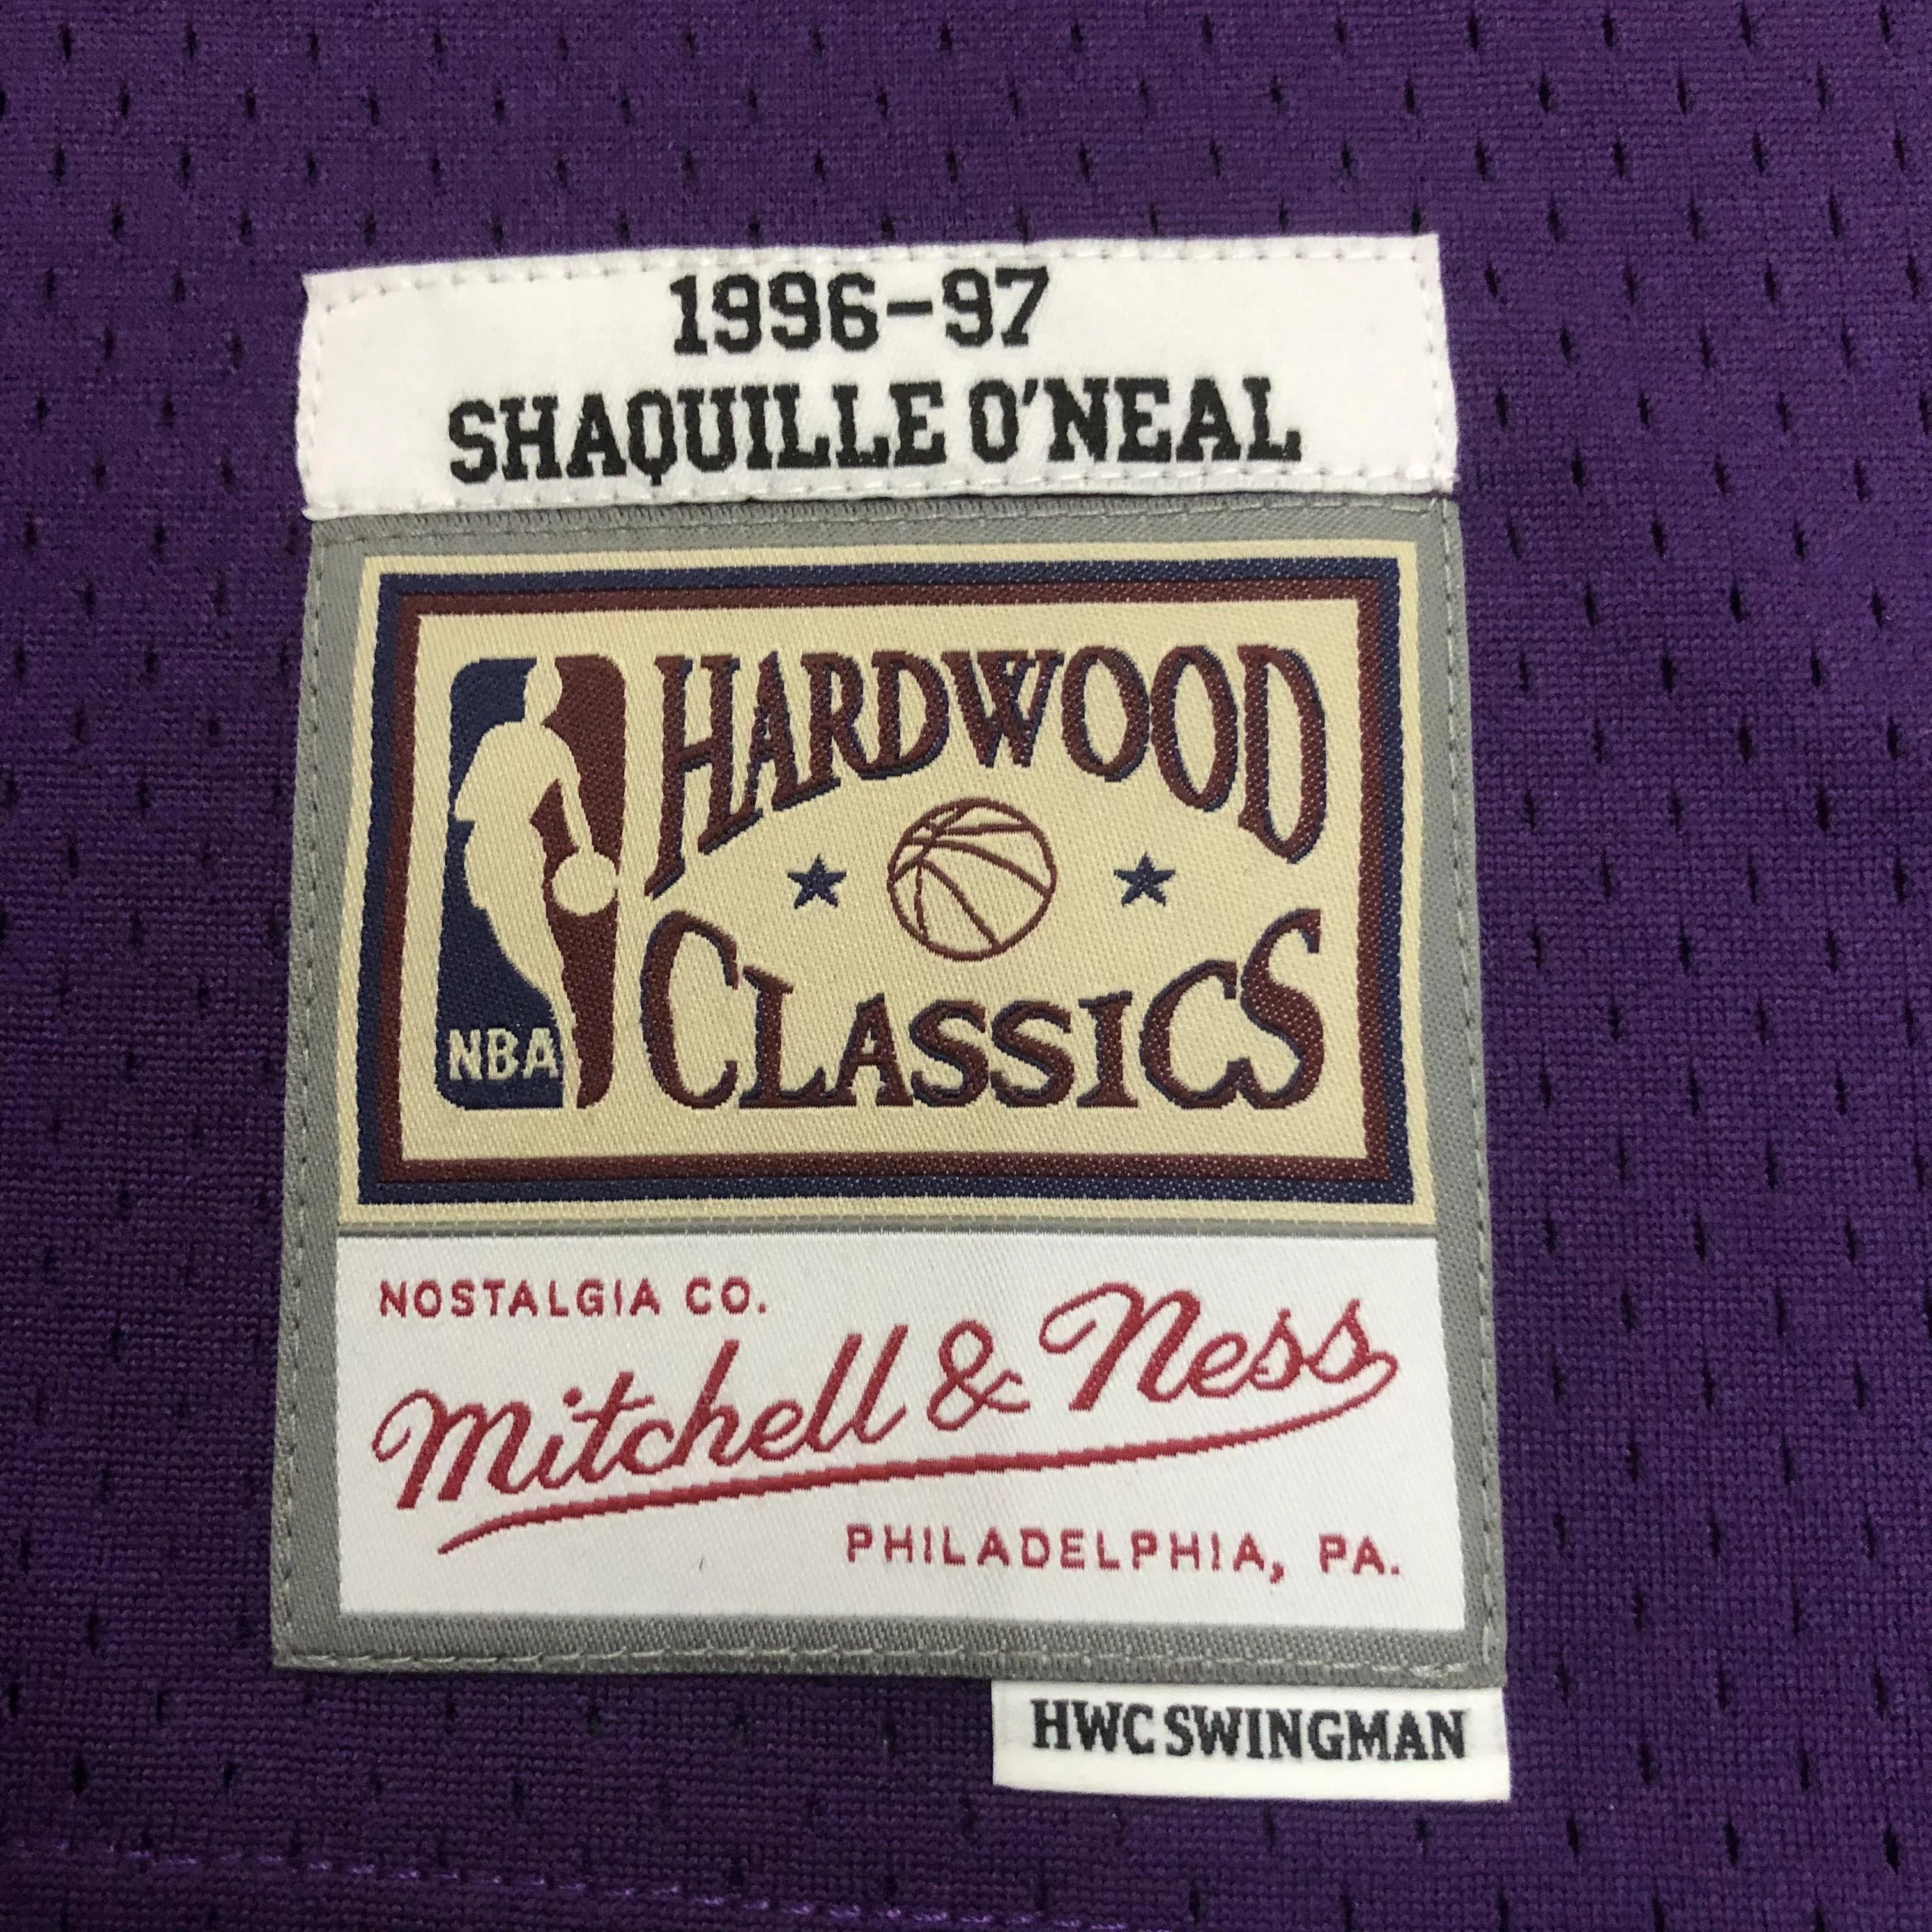 1996-97
SHAQUILLE O'NEAL
HARDWOOD
CLASSICS
NBA
NOSTALGIA CO.
Mitchell & Ness
PHILADELPHIA, PA.
HWC SWINGMAN